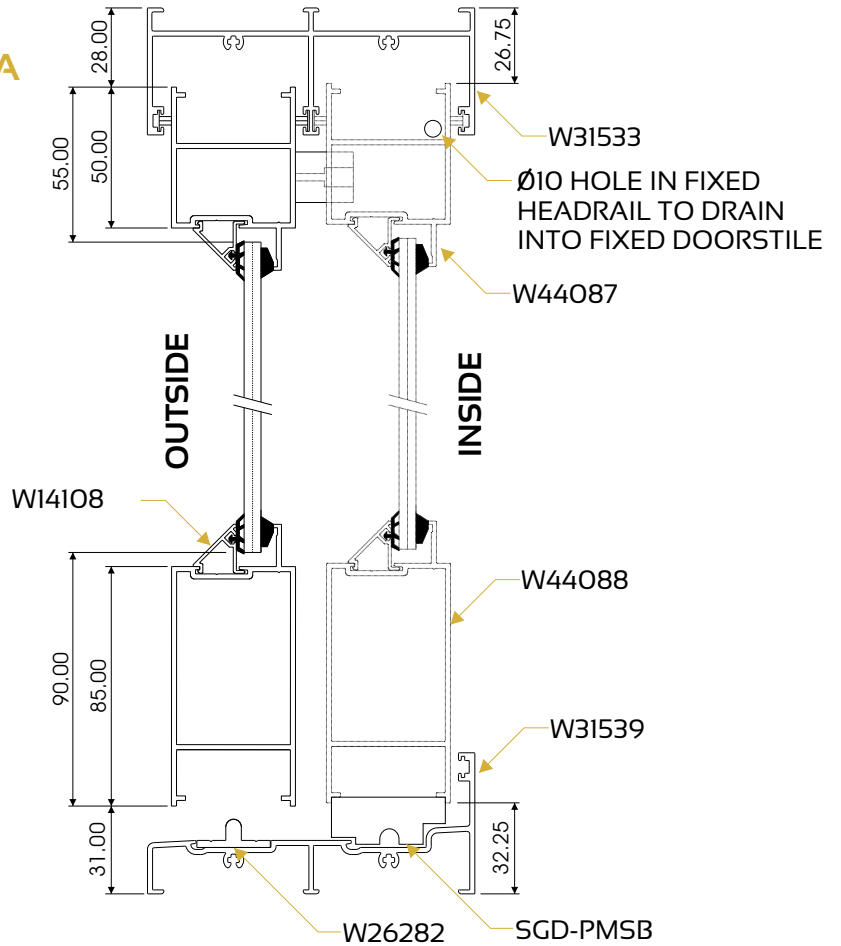 A
28.00
26.75
55.00
50.00
W31533
Ø10 HOLE IN FIXED
HEADRAIL TO DRAIN
INTO FIXED DOORSTILE
W44087
OUTSIDE
INSIDE
W14108
W44088
90.00
85.00
W31539
31.00
32.25
W26282
SGD-PMSB